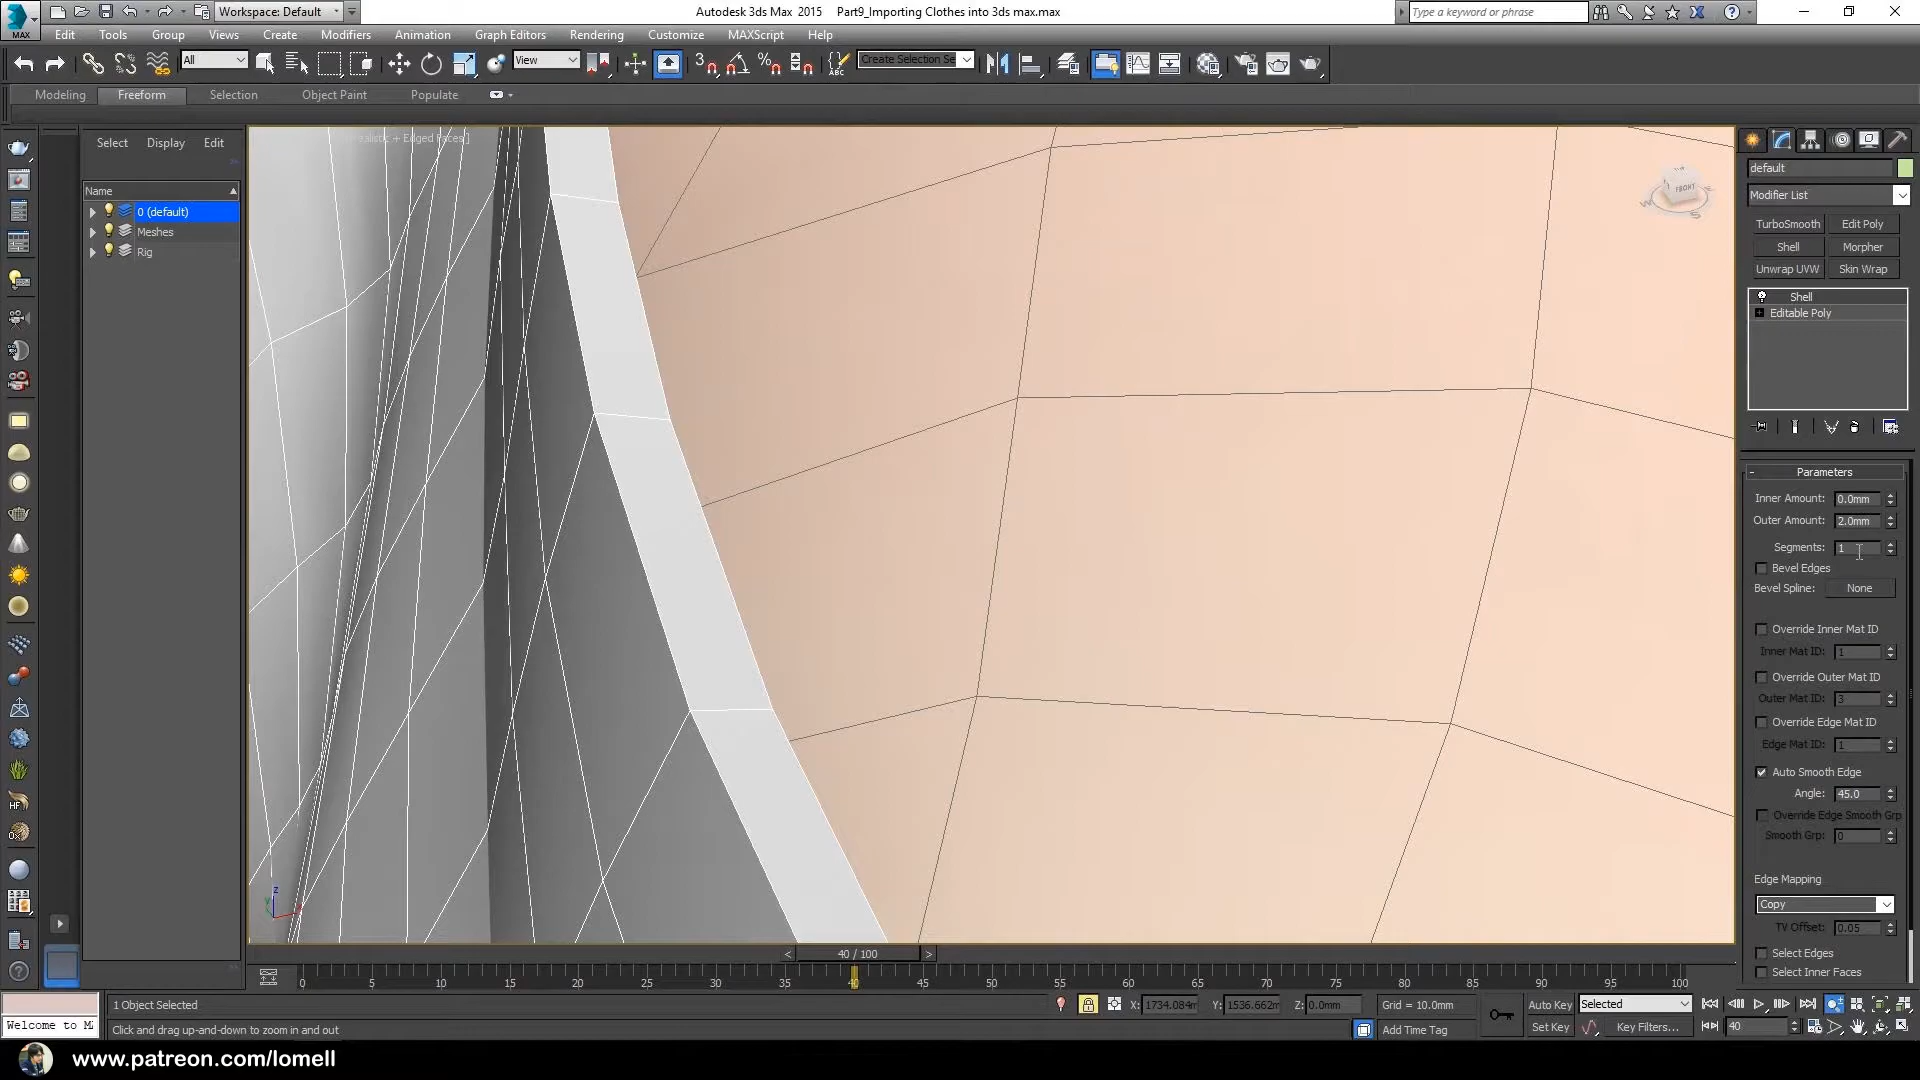 Workspace: Default
Autodesk 3ds Max 2015 Part9_Importing Clothes into 3ds max.max
Type a keyword or phrase
MAX
Edit Tools Group Views Create Modifiers Animation Graph Editors Rendering Customize MAXScript Help
All
View
Create Selection Se
Modeling Freeform Selection Object Paint Populate
Select Display Edit
Name
0 (default)
Meshes
Rig
+ Edged Faces ]
FRONT
default
Modifier List
TurboSmooth Edit Poly
Shell Morpher
Unwrap UVW Skin Wrap
Shell
Editable Poly
Parameters
Inner Amount: 0.0mm
Outer Amount: 2.0mm
Segments: 1
Bevel Edges
Bevel Spline: None
Override Inner Mat ID
Inner Mat ID: 1
Override Outer Mat ID
Outer Mat ID: 3
Override Edge Mat ID
Edge Mat ID: 1
Auto Smooth Edge
Angle: 45.0
Override Edge Smooth Grp
Smooth Grp: 0
Edge Mapping
Copy
TV Offset: 0.05
Select Edges
Select Inner Faces
< 40 / 100 >
0 5 10 15 20 25 30 35 40 45 50 55 60 65 70 75 80 85 90 95 100
1 Object Selected
X: 1734.084m Y: 1536.662m Z: 0.0mm Grid = 10.0mm
Auto Key Selected
Welcome to M
Click and drag up-and-down to zoom in and out
Add Time Tag
Set Key Key Filters... 40
www.patreon.com/lomell